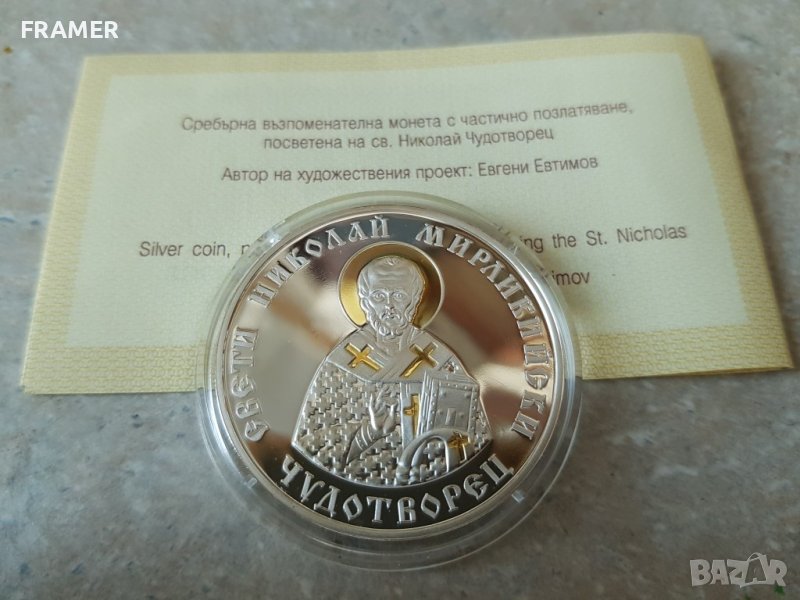 FRAMER
Сребърна възпоменателна монета с частично позлатяване,
посветена на св. Николай Чудотворец
Автор на художествения проект: Евгени Евтимов
Silver coin, the St. Nicholas
СВЕТИ НИКОЛАЙ МИРЛИКИЙСКИ
ЧУДОТВОРЕЦ
BAZAR